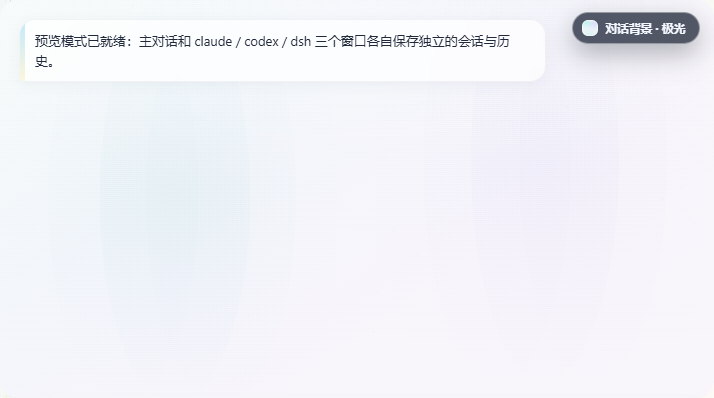 预览模式已就绪：主对话和 claude / codex / dsh 三个窗口各自保存独立的会话与历
史。
对话背景 · 极光